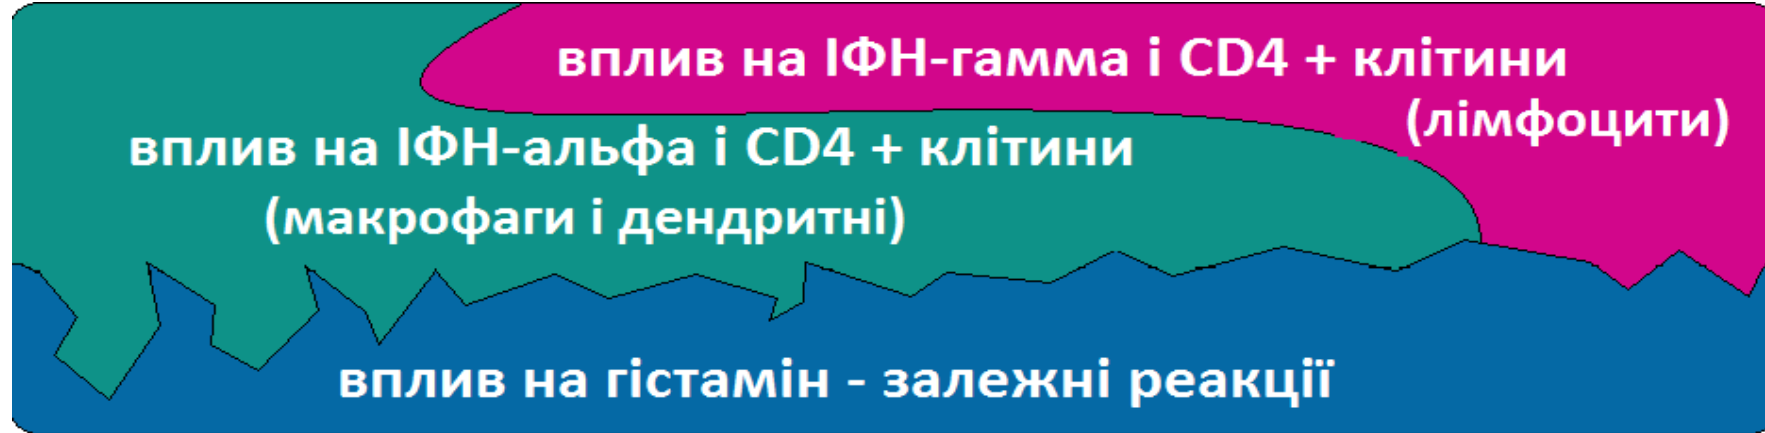 вплив на ІФН-гамма і CD4 + клітини
(лімфоцити)
вплив на ІФН-альфа і CD4 + клітини
(макрофаги і дендритні)
вплив на гістамін - залежні реакції